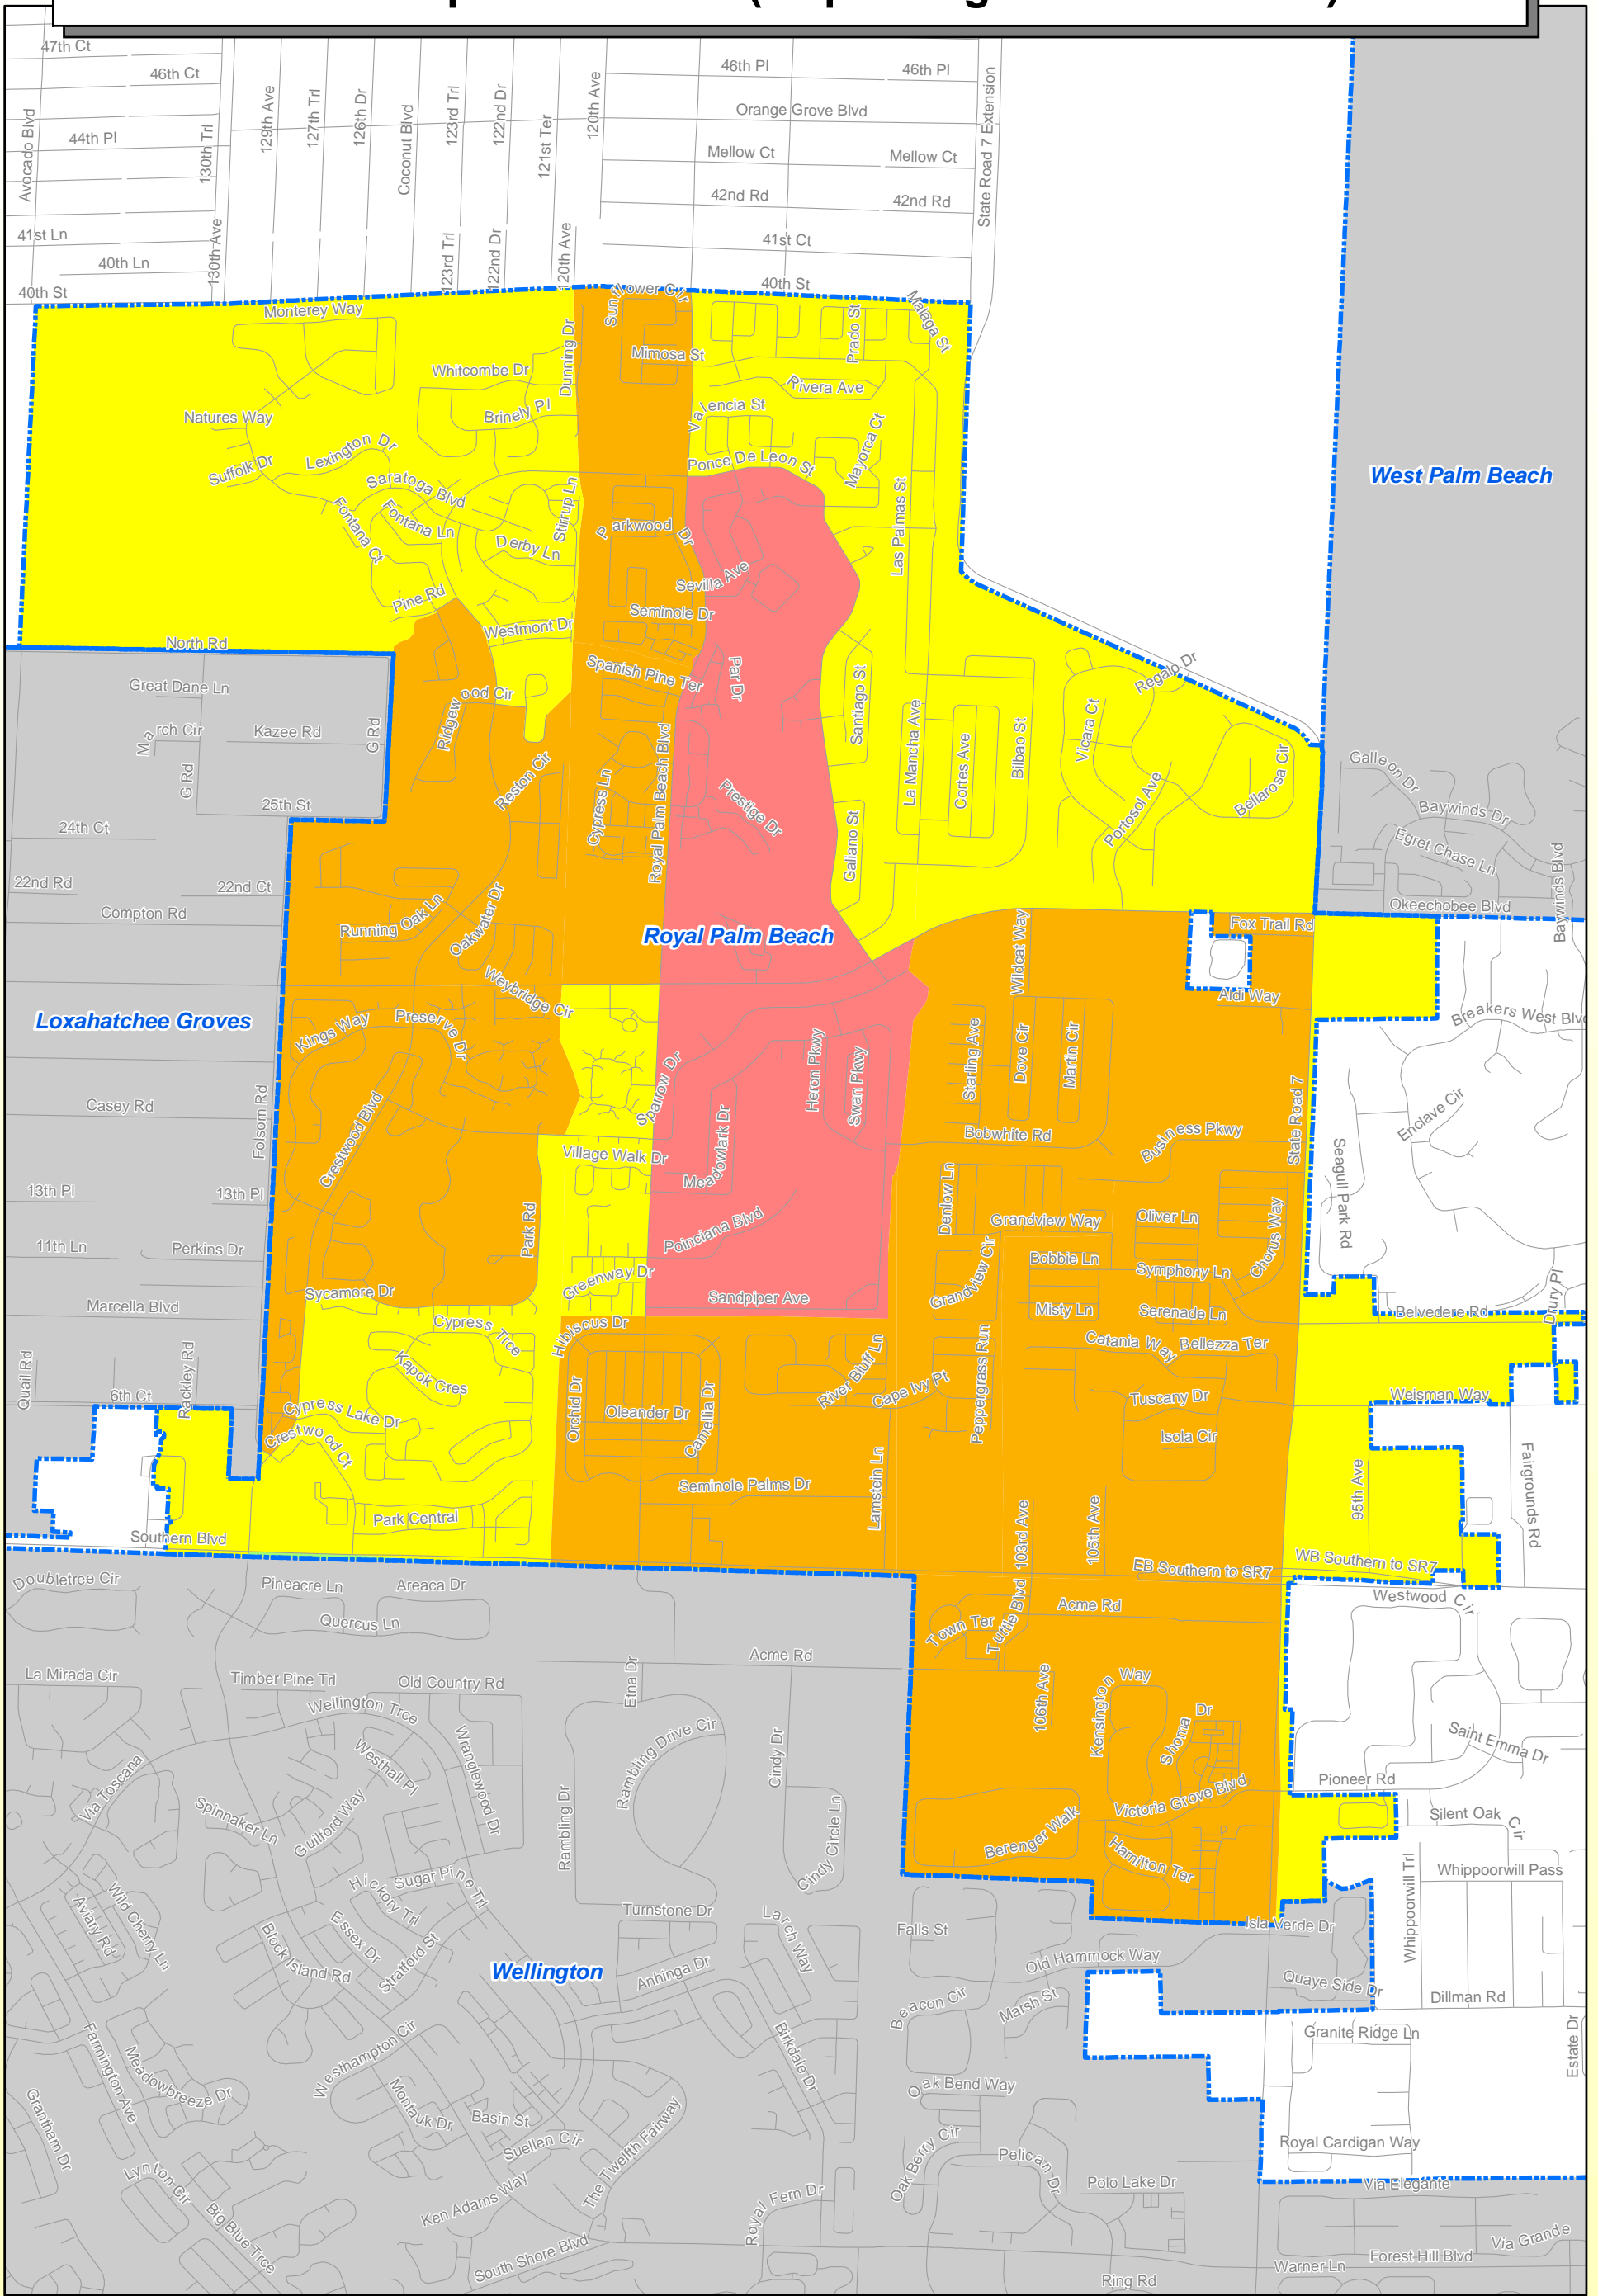 47th Ct
46th Ct
46th Pl
46th Pl
Orange Grove Blvd
44th Pl
Mellow Ct
Mellow Ct
42nd Rd
42nd Rd
41st Ln
41st Ct
40th Ln
40th St
40th St
Avocado Blvd
130th Trl
130th Ave
129th Ave
127th Trl
126th Dr
Coconut Blvd
123rd Trl
123rd Trl
122nd Dr
122nd Dr
121st Ter
120th Ave
120th Ave
State Road 7 Extension
Monterey Way
Sunflower Cir
Malaga St
Dunning Dr
Mimosa St
Prado St
Whitcombe Dr
Rivera Ave
Natures Way
Brinely Pl
Valencia St
Mayorca Ct
Lexington Dr
Suffolk Dr
Ponce De Leon St
West Palm Beach
Saratoga Blvd
Fontana Ct
Fontana Ln
Stirrup Ln
Parkwood Dr
Las Palmas St
Derby Ln
Sevilla Ave
Pine Rd
Seminole Dr
Westmont Dr
North Rd
Spanish Pine Ter
Par Dr
Regalo Dr
Great Dane Ln
Ridgewood Cir
Santiago St
March Cir
Kazee Rd
G Rd
G Rd
La Mancha Ave
Cortes Ave
Bilbao St
Vicara Ct
Galleon Dr
Reston Cir
Cypress Ln
Royal Palm Beach Blvd
Prestige Dr
Galiano St
Portosol Ave
Bellarosa Cir
Baywinds Dr
25th St
24th Ct
Egret Chase Ln
22nd Rd
22nd Ct
Okeechobee Blvd
Baywinds Blvd
Compton Rd
Running Oak Ln
Oakwater Dr
Royal Palm Beach
Wildcat Way
Fox Trail Rd
Weybridge Cir
Aldi Way
Loxahatchee Groves
Kings Way
Preserve Dr
Breakers West Blvd
Sparrow Dr
Heron Pkwy
Swan Pkwy
Starling Ave
Dove Cir
Martin Cir
Casey Rd
Folsom Rd
Crestwood Blvd
Meadowlark Dr
Bobwhite Rd
Business Pkwy
State Road 7
Enclave Cir
Seagull Park Rd
Village Walk Dr
13th Pl
13th Pl
Park Rd
Denlow Ln
Grandview Way
Oliver Ln
Chorus Way
Poinciana Blvd
11th Ln
Perkins Dr
Bobbie Ln
Symphony Ln
Grandview Cir
Greenway Dr
Sycamore Dr
Marcella Blvd
Sandpiper Ave
Misty Ln
Serenade Ln
Belvedere Rd
Drury Pl
Cypress Trce
Hibiscus Dr
Catania Way
Bellezza Ter
Quail Rd
Rackley Rd
6th Ct
Kapok Cres
River Bluff Ln
Cape Ivy Pt
Peppergrass Run
Tuscany Dr
Weisman Way
Cypress Lake Dr
Orchid Dr
Oleander Dr
Camellia Dr
Crestwood Ct
Isola Cir
95th Ave
Fairgrounds Rd
Seminole Palms Dr
Lamstein Ln
Park Central
103rd Ave
105th Ave
Southern Blvd
EB Southern to SR7
WB Southern to SR7
Doubletree Cir
Pineacre Ln
Areaca Dr
Westwood Cir
Quercus Ln
Town Ter
Tuttle Blvd
Acme Rd
Acme Rd
La Mirada Cir
Timber Pine Trl
Old Country Rd
Etna Dr
106th Ave
Kensington Way
Wellington Trce
Shoma Dr
Saint Emma Dr
Wranglewood Dr
Rambling Drive Cir
Cindy Dr
Westhall Pl
Via Toscana
Pioneer Rd
Spinnaker Ln
Guilford Way
Rambling Dr
Cindy Circle Ln
Victoria Grove Blvd
Berenger Walk
Silent Oak Cir
Hamilton Ter
Whippoorwill Pass
Whippoorwill Trl
Hickory Trl
Sugar Pine Trl
Wild Cherry Ln
Aviary Rd
Essex Dr
Turnstone Dr
Larch Way
Falls St
Isla Verde Dr
Block Island Rd
Stratford St
Wellington
Anhinga Dr
Old Hammock Way
Quaye Side Dr
Beacon Cir
Marsh St
Dillman Rd
Granite Ridge Ln
Estate Dr
Farmington Ave
Meadowbreeze Dr
Westhampton Cir
Birkdale Dr
Grantham Dr
Montauk Dr
Basin St
Oak Bend Way
Suellen Cir
The Twelfth Fairway
Oak Berry Cir
Pelican Dr
Royal Cardigan Way
Lynton Cir
Ken Adams Way
Royal Fern Dr
Polo Lake Dr
Via Elegante
Big Blue Trce
South Shore Blvd
Via Grande
Forest Hill Blvd
Warner Ln
Ring Rd